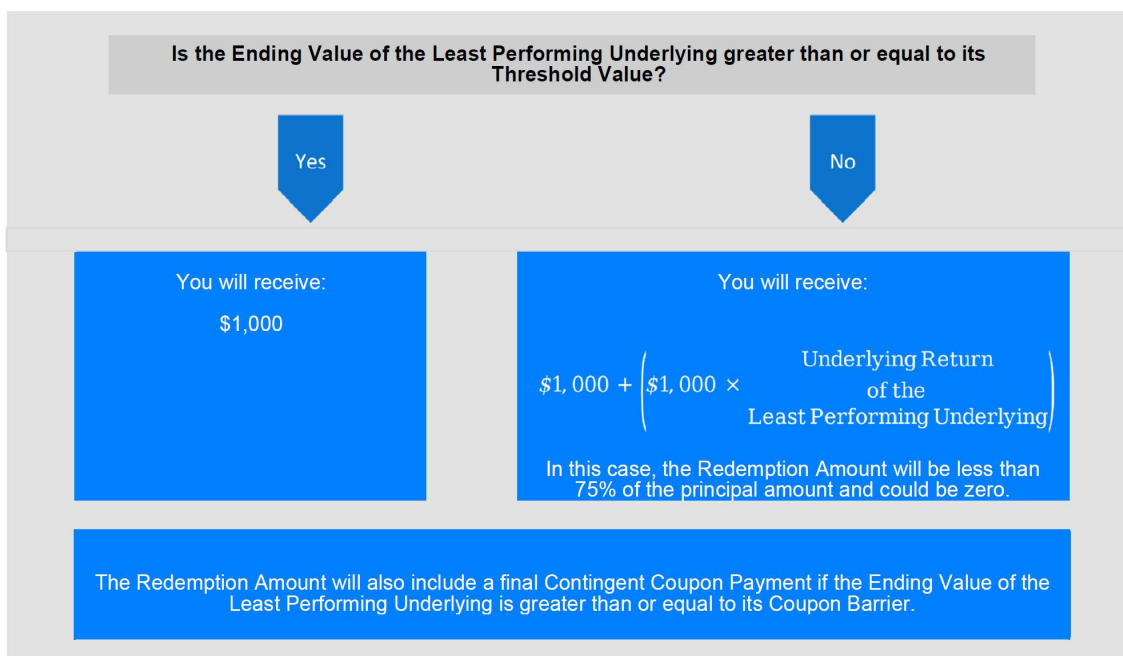 Is the Ending Value of the Least Performing Underlying greater than or equal to its
Threshold Value?
Yes
No
You will receive:
$1,000
You will receive:
$1,000 + ($1,000 × Underlying Return
of the
Least Performing Underlying)
In this case, the Redemption Amount will be less than
75% of the principal amount and could be zero.
The Redemption Amount will also include a final Contingent Coupon Payment if the Ending Value of the
Least Performing Underlying is greater than or equal to its Coupon Barrier.